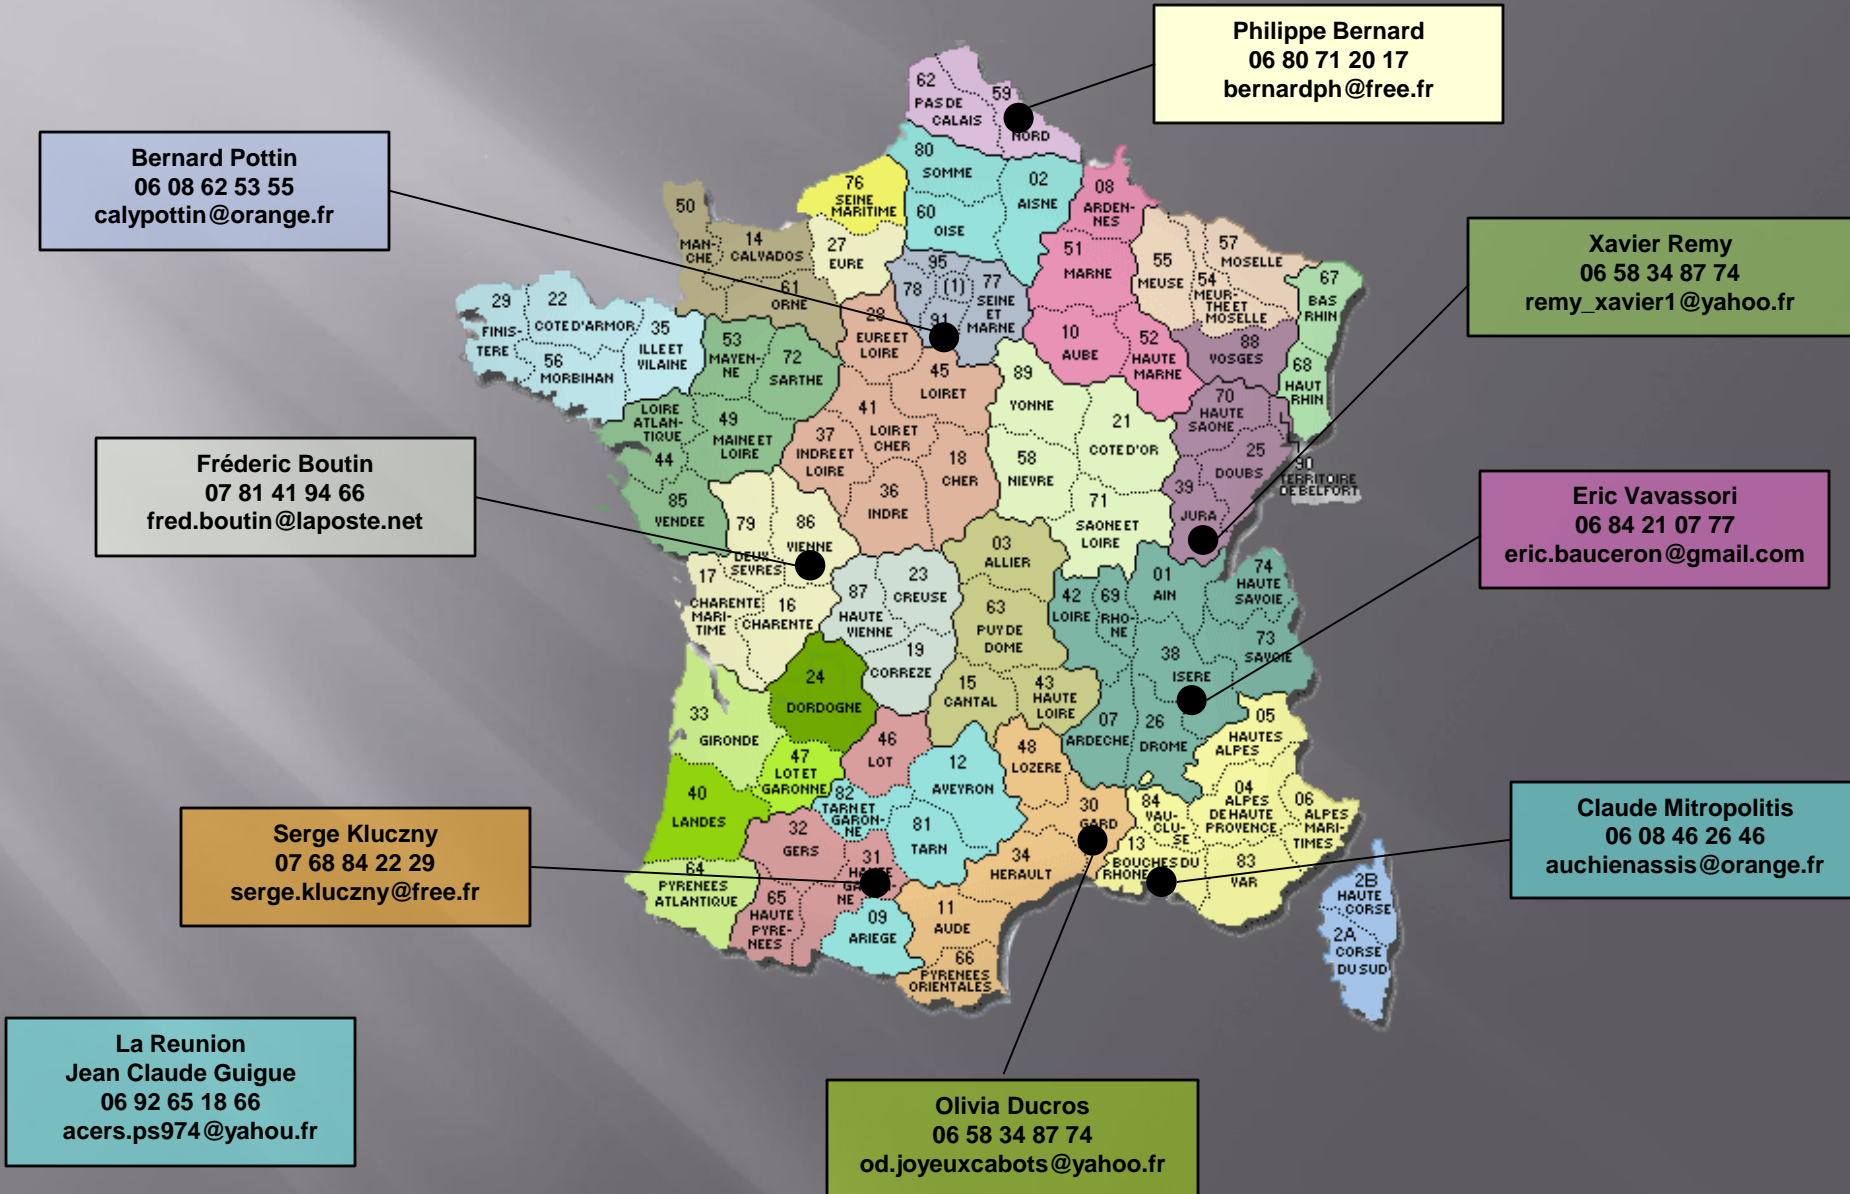 Philippe Bernard
06 80 71 20 17
bernardph@free.fr
Bernard Pottin
06 08 62 53 55
calypottin@orange.fr
Xavier Remy
06 58 34 87 74
remy_xavier1@yahoo.fr
Fréderic Boutin
07 81 41 94 66
fred.boutin@laposte.net
Eric Vavassori
06 84 21 07 77
eric.bauceron@gmail.com
Serge Kluczny
07 68 84 22 29
serge.kluczny@free.fr
Claude Mitropolitis
06 08 46 26 46
auchienassis@orange.fr
La Reunion
Jean Claude Guigue
06 92 65 18 66
acers.ps974@yahou.fr
Olivia Ducros
06 58 34 87 74
od.joyeuxcabots@yahoo.fr
62
PAS DE
CALAIS
59
NORD
80
SOMME
02
AISNE
60
OISE
76
SEINE
MARITIME
27
EURE
50
MAN-
CHE
14
CALVADOS
61
ORNE
08
ARDEN-
NES
51
MARNE
10
AUBE
52
HAUTE
MARNE
55
MEUSE
54
MEUR-
THE ET
MOSELLE
57
MOSELLE
88
VOSGES
67
BAS
RHIN
68
HAUT
RHIN
95
78
(1)
77
SEINE
ET
MARNE
91
29
FINIS-
TERE
22
COTE D'ARMOR
35
ILLE ET
VILAINE
56
MORBIHAN
53
MAYEN-
NE
72
SARTHE
LOIRE
ATLAN-
TIQUE
44
49
MAINE ET
LOIRE
85
VENDEE
28
EURE ET
LOIRE
45
LOIRET
41
LOIR ET
CHER
37
INDRE ET
LOIRE
18
CHER
36
INDRE
89
YONNE
21
COTE D'OR
58
NIEVRE
71
SAONE ET
LOIRE
70
HAUTE
SAONE
25
DOUBS
39
JURA
90
TERRITOIRE
DE BELFORT
79
DEUX
SEVRES
86
VIENNE
17
CHARENTE
MARI-
TIME
16
CHARENTE
87
HAUTE
VIENNE
23
CREUSE
19
CORREZE
03
ALLIER
63
PUY DE
DOME
15
CANTAL
43
HAUTE
LOIRE
42
LOIRE
69
RHO-
NE
01
AIN
74
HAUTE
SAVOIE
73
SAVOIE
38
ISERE
07
ARDECHE
26
DROME
24
DORDOGNE
33
GIRONDE
47
LOT ET
GARONNE
40
LANDES
64
PYRENEES
ATLANTIQUE
46
LOT
12
AVEYRON
82
TARN ET
GARON-
NE
81
TARN
32
GERS
31
HAUTE
GARON-
NE
65
HAUTE
PYRE-
NEES
09
ARIEGE
48
LOZERE
30
GARD
34
HERAULT
11
AUDE
66
PYRENEES
ORIENTALES
05
HAUTES
ALPES
04
ALPES
DE HAUTE
PROVENCE
06
ALPES
MARI-
TIMES
84
VAU-
CLU-
SE
13
BOUCHES DU
RHONE
83
VAR
2B
HAUTE
CORSE
2A
CORSE
DU SUD